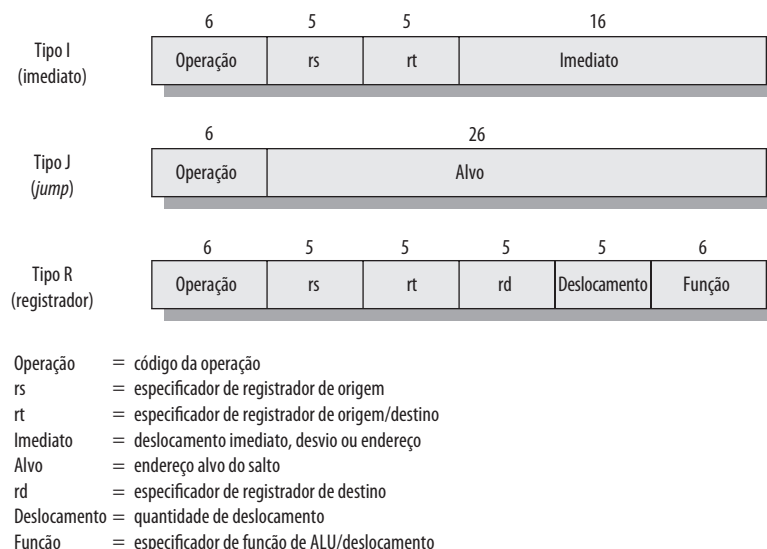 6 5 5 16
Tipo I
(imediato)
Operação rs rt Imediato
6 26
Tipo J
(jump)
Operação Alvo
6 5 5 5 5 6
Tipo R
(registrador)
Operação rs rt rd Deslocamento Função
Operação = código da operação
rs = especificador de registrador de origem
rt = especificador de registrador de origem/destino
Imediato = deslocamento imediato, desvio ou endereço
Alvo = endereço alvo do salto
rd = especificador de registrador de destino
Deslocamento = quantidade de deslocamento
Função = especificador de função de ALU/deslocamento